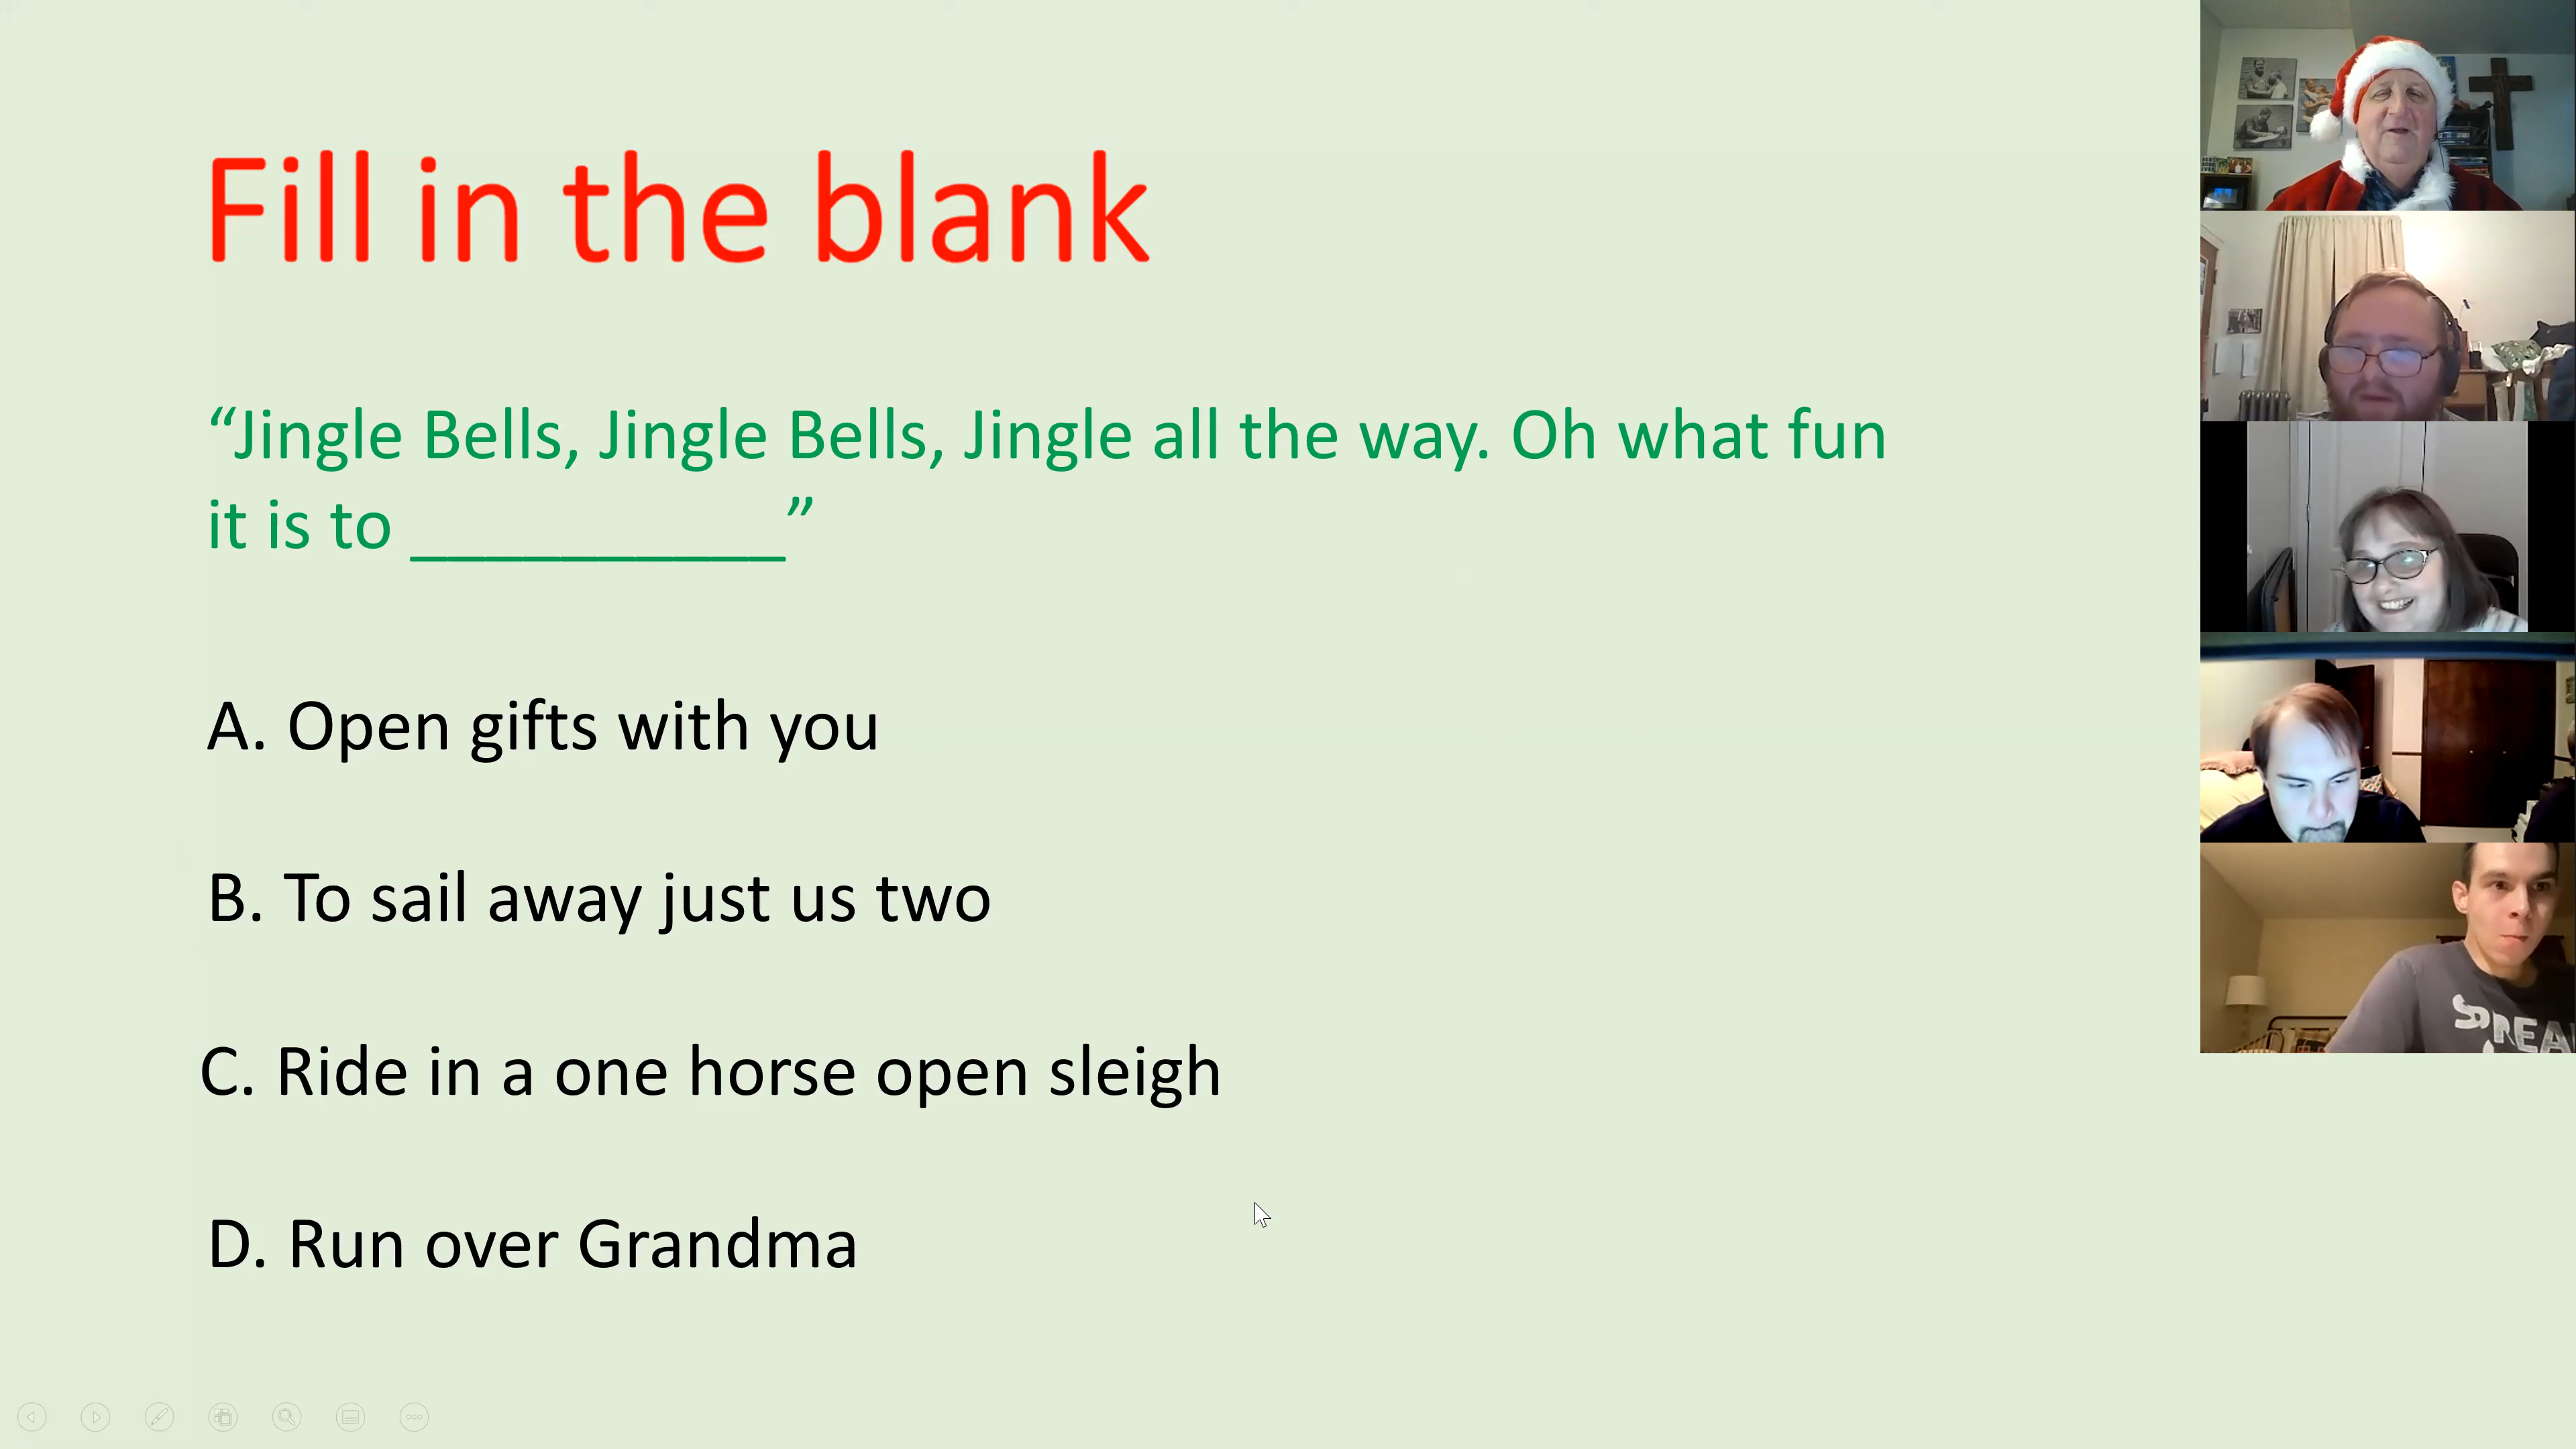 Fill in the blank
“Jingle Bells, Jingle Bells, Jingle all the way. Oh what fun
it is to __________”
A. Open gifts with you
B. To sail away just us two
C. Ride in a one horse open sleigh
D. Run over Grandma